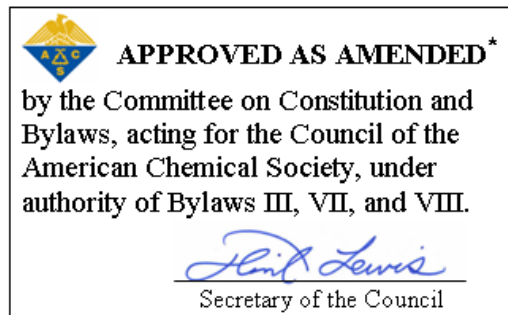 A C S
APPROVED AS AMENDED*
by the Committee on Constitution and
Bylaws, acting for the Council of the
American Chemical Society, under
authority of Bylaws III, VII, and VIII.
Lewis
Secretary of the Council